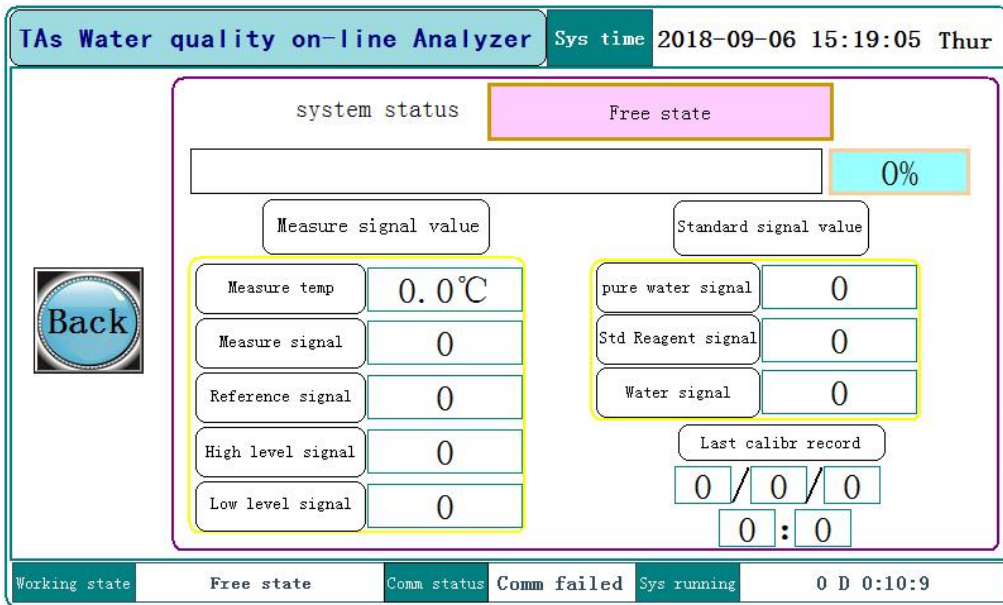 TAs Water quality on-line Analyzer Sys time 2018-09-06 15:19:05 Thur
system status Free state
0%
Measure signal value Standard signal value
Measure temp 0.0℃ pure water signal 0
Back
Measure signal 0 Std Reagent signal 0
Reference signal 0 Water signal 0
High level signal 0 Last calibr record
Low level signal 0 0/0/0
0:0
Working state Free state Comm status Comm failed Sys running 0 D 0:10:9